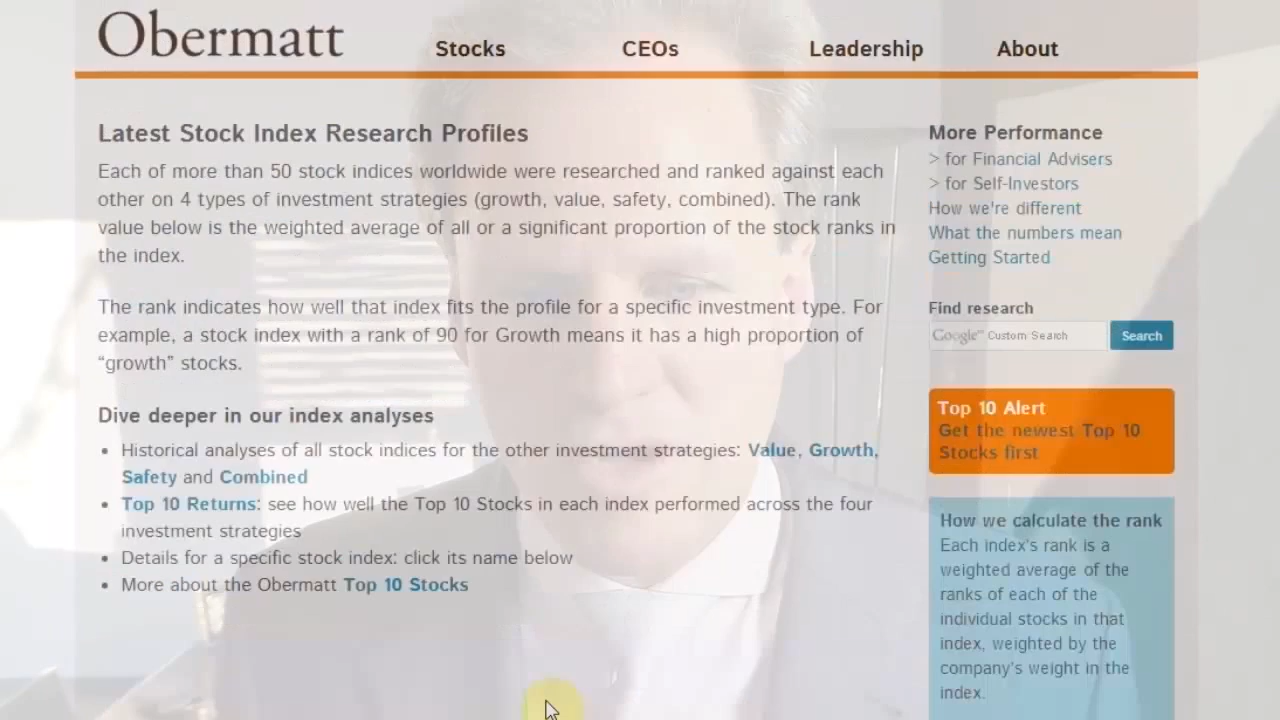 Obermatt
Stocks
CEOs
Leadership
About
Latest Stock Index Research Profiles
Each of more than 50 stock indices worldwide were researched and ranked against each
other on 4 types of investment strategies (growth, value, safety, combined). The rank
value below is the weighted average of all or a significant proportion of the stock ranks in
the index.
The rank indicates how well that index fits the profile for a specific investment type. For
example, a stock index with a rank of 90 for Growth means it has a high proportion of
“growth” stocks.
Dive deeper in our index analyses
• Historical analyses of all stock indices for the other investment strategies: Value, Growth,
Safety and Combined
• Top 10 Returns: see how well the Top 10 Stocks in each index performed across the four
investment strategies
• Details for a specific stock index: click its name below
• More about the Obermatt Top 10 Stocks
More Performance
> for Financial Advisers
> for Self-Investors
How we're different
What the numbers mean
Getting Started
Find research
Google™ Custom Search
Search
Top 10 Alert
Get the newest Top 10
Stocks first
How we calculate the rank
Each index's rank is a
weighted average of the
ranks of each of the
individual stocks in that
index, weighted by the
company's weight in the
index.